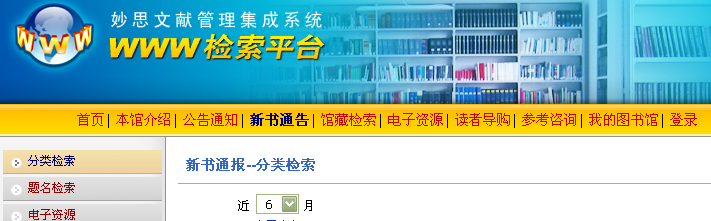 妙思文献管理集成系统
WWW WWW检索平台
首页| 本馆介绍| 公告通知| 新书通告| 馆藏检索| 电子资源| 读者导购| 参考咨询| 我的图书馆| 登录
分类检索
新书通报--分类检索
题名检索
近 6 月
电子资源